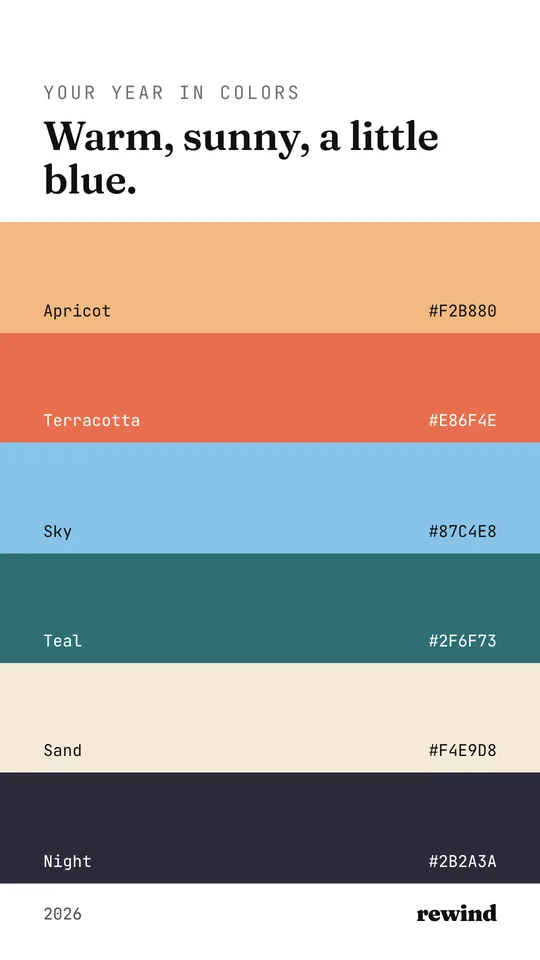 YOUR YEAR IN COLORS
Warm, sunny, a little
blue.
Apricot #F2B880
Terracotta #E86F4E
Sky #87C4E8
Teal #2F6F73
Sand #F4E9D8
Night #2B2A3A
2026 rewind